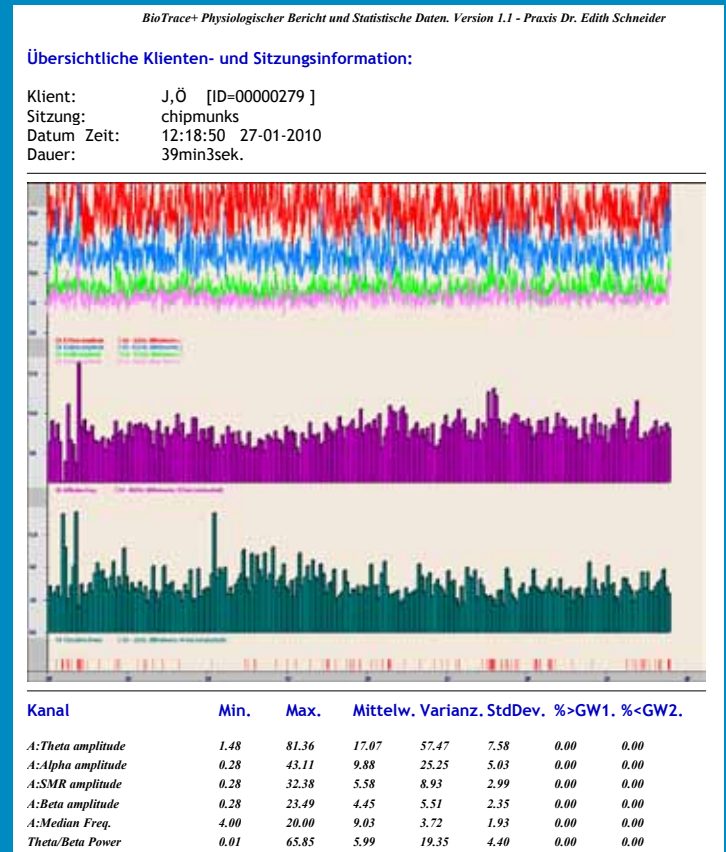 BioTrace+ Physiologischer Bericht und Statistische Daten. Version 1.1 - Praxis Dr. Edith Schneider
Übersichtliche Klienten- und Sitzungsinformation:
Klient: J,Ö [ID=00000279 ]
Sitzung: chipmunks
Datum Zeit: 12:18:50 27-01-2010
Dauer: 39min3sek.
Kanal Min. Max. Mittelw. Varianz. StdDev. %>GW1. %<GW2.
A:Theta amplitude 1.48 81.36 17.07 57.47 7.58 0.00 0.00
A:Alpha amplitude 0.28 43.11 9.88 25.25 5.03 0.00 0.00
A:SMR amplitude 0.28 32.38 5.58 8.93 2.99 0.00 0.00
A:Beta amplitude 0.28 23.49 4.45 5.51 2.35 0.00 0.00
A:Median Freq. 4.00 20.00 9.03 3.72 1.93 0.00 0.00
Theta/Beta Power 0.01 65.85 5.99 19.35 4.40 0.00 0.00